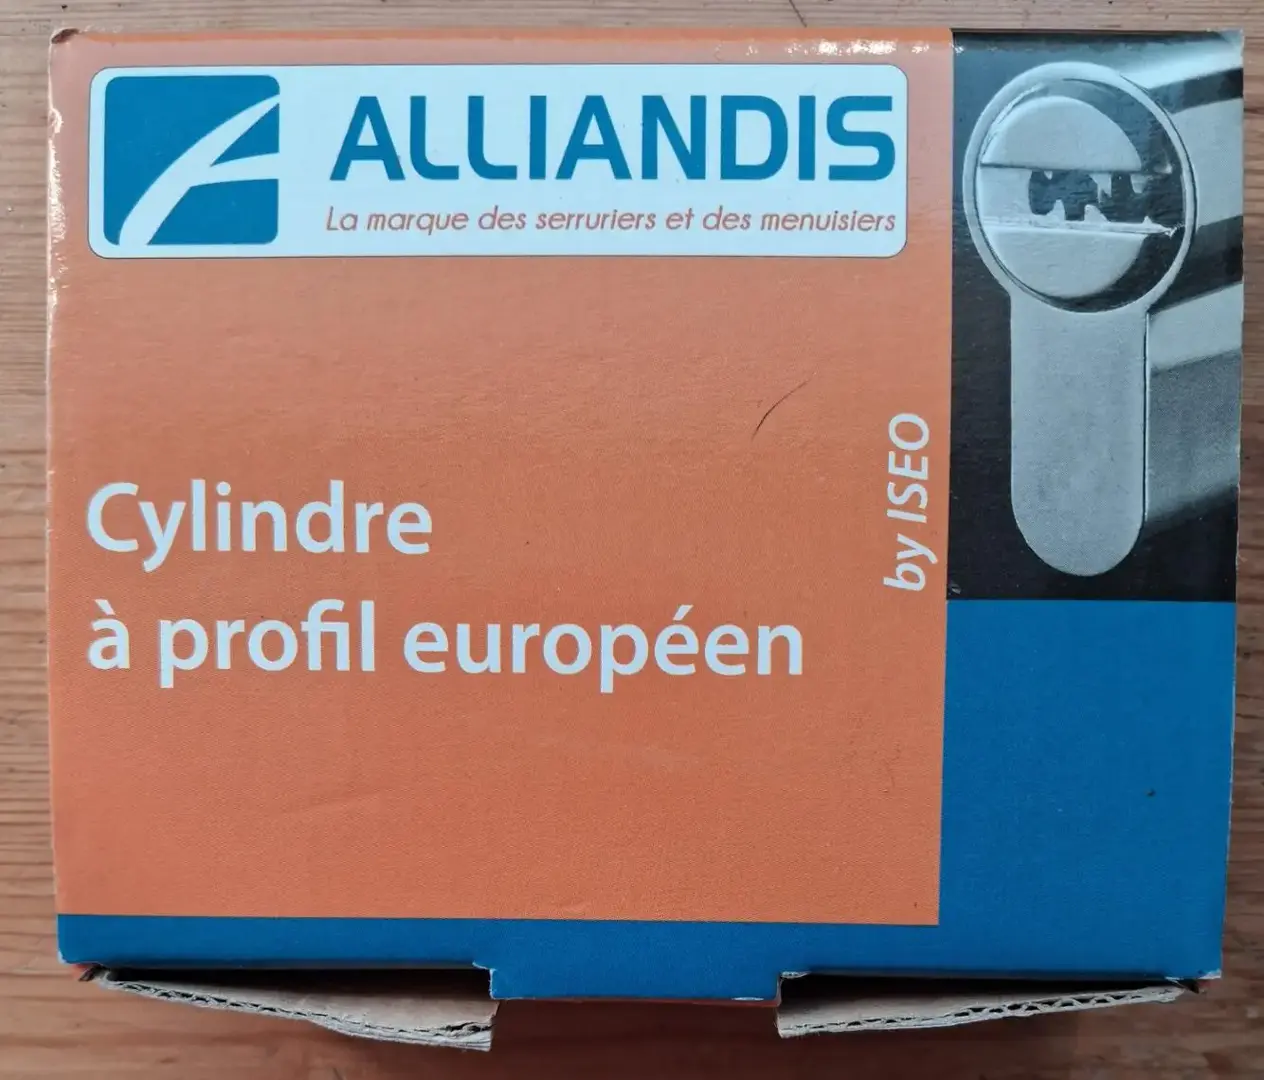 ALLIANDIS
La marque des serruriers et des menuisiers
by ISEO
Cylindre
à profil européen